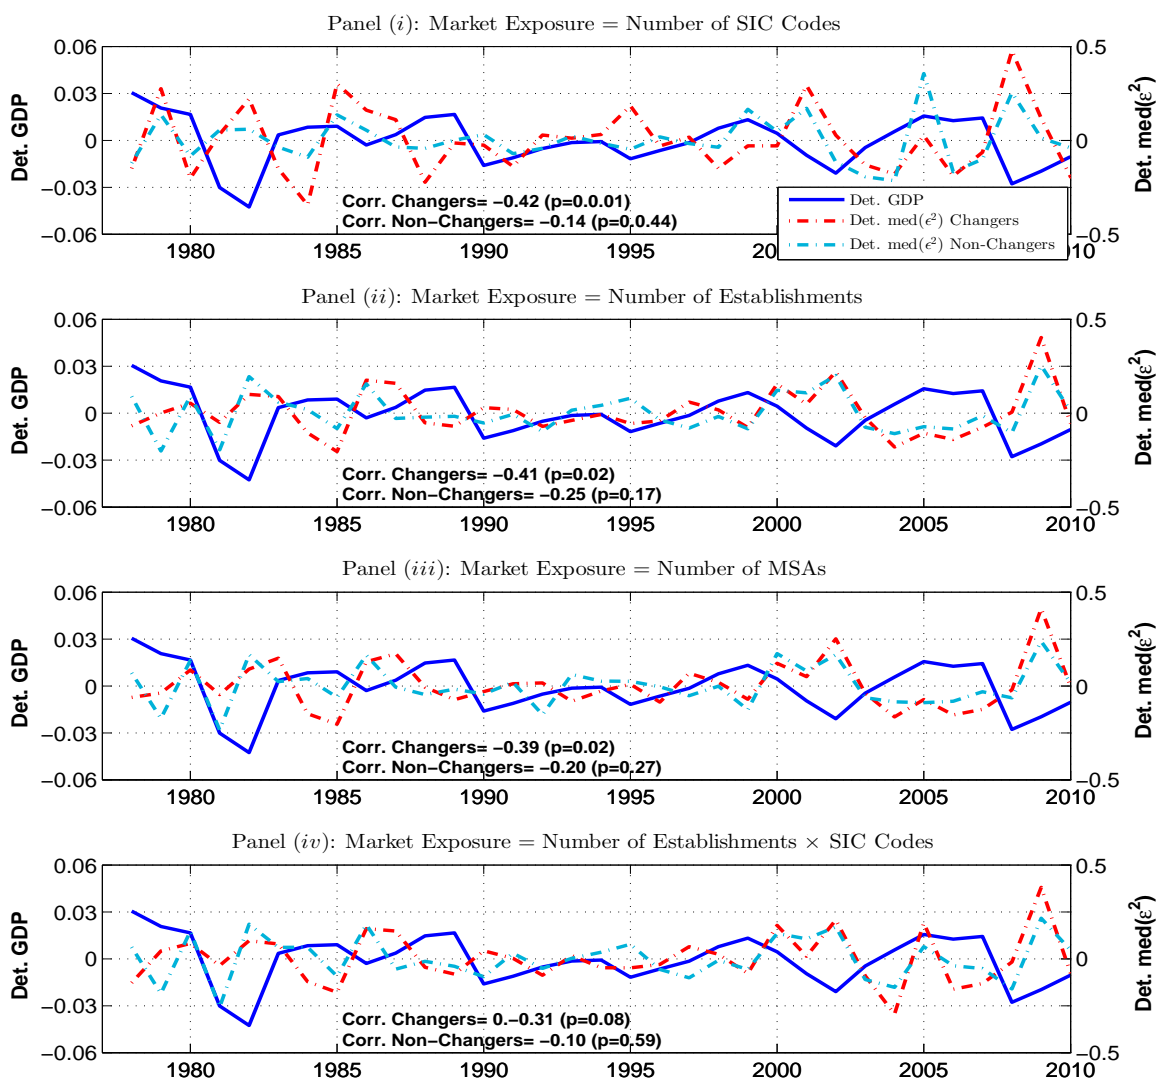 Panel (i): Market Exposure = Number of SIC Codes
0.06
0.5
0.03
0
0
−0.03
−0.06
−0.5
Det. GDP
Det. med(ε²)
Corr. Changers= −0.42 (p=0.0.01)
Corr. Non−Changers= −0.14 (p=0.0.44)
Det. GDP
Det. med(ϵ²) Changers
Det. med(ϵ²) Non-Changers
1980 1985 1990 1995 2000 2005 2010
Panel (ii): Market Exposure = Number of Establishments
0.06
0.5
0.03
0
0
−0.03
−0.06
−0.5
Det. GDP
Det. med(ε²)
Corr. Changers= −0.41 (p=0.02)
Corr. Non−Changers= −0.25 (p=0.17)
1980 1985 1990 1995 2000 2005 2010
Panel (iii): Market Exposure = Number of MSAs
0.06
0.5
0.03
0
0
−0.03
−0.06
−0.5
Det. GDP
Det. med(ε²)
Corr. Changers= −0.39 (p=0.02)
Corr. Non−Changers= −0.20 (p=0.27)
1980 1985 1990 1995 2000 2005 2010
Panel (iv): Market Exposure = Number of Establishments × SIC Codes
0.06
0.5
0.03
0
0
−0.03
−0.06
−0.5
Det. GDP
Det. med(ε²)
Corr. Changers= 0.−0.31 (p=0.08)
Corr. Non−Changers= −0.10 (p=0.59)
1980 1985 1990 1995 2000 2005 2010